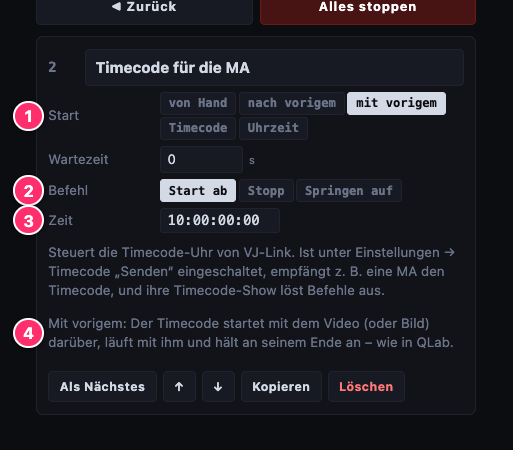 ◀ Zurück
Alles stoppen
2
Timecode für die MA
1
Start
von Hand
nach vorigem
mit vorigem
Timecode
Uhrzeit
Wartezeit
0
s
2
Befehl
Start ab
Stopp
Springen auf
3
Zeit
10:00:00:00
Steuert die Timecode-Uhr von VJ-Link. Ist unter Einstellungen →
Timecode „Senden“ eingeschaltet, empfängt z. B. eine MA den
Timecode, und ihre Timecode-Show löst Befehle aus.
4
Mit vorigem: Der Timecode startet mit dem Video (oder Bild)
darüber, läuft mit ihm und hält an seinem Ende an – wie in QLab.
Als Nächstes
↑
↓
Kopieren
Löschen